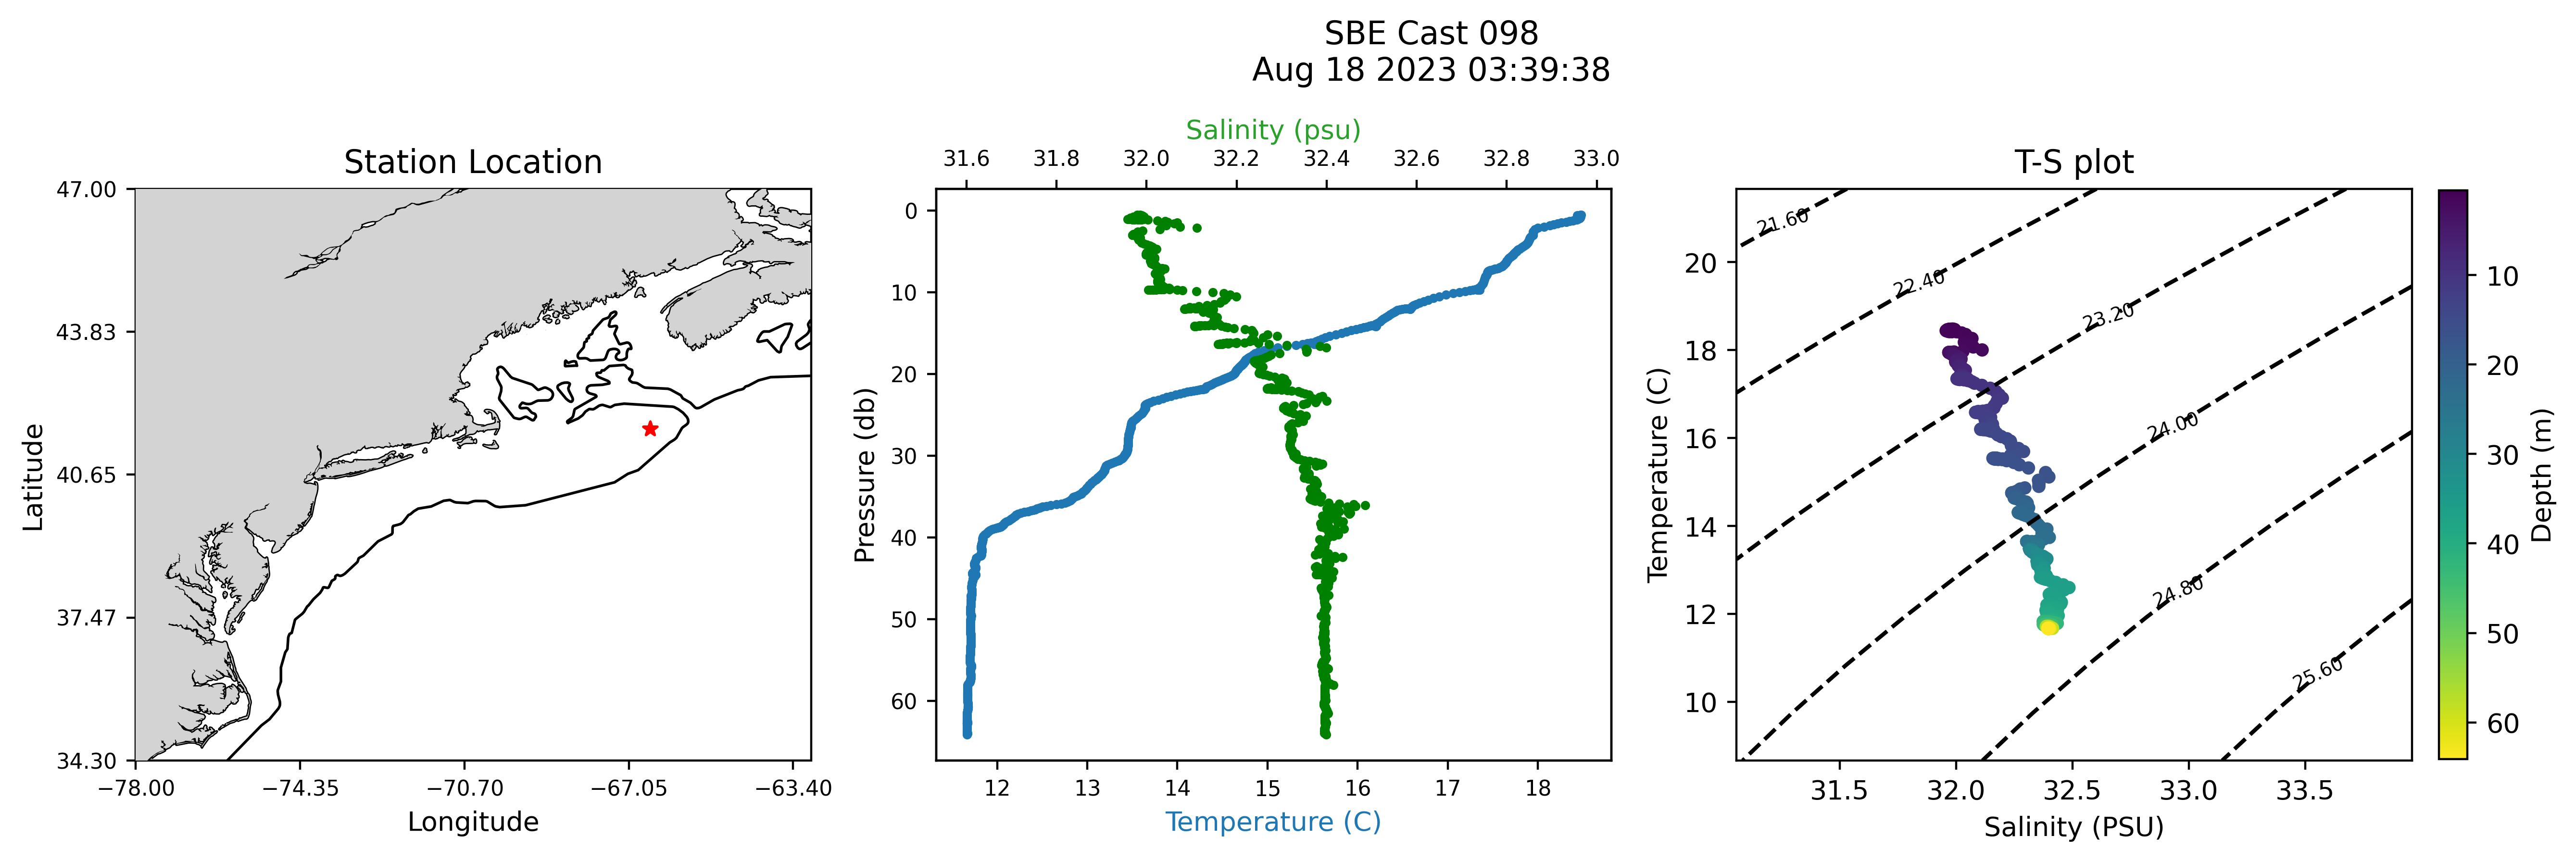 SBE Cast 098
Aug 18 2023 03:39:38
Station Location
47.00
43.83
40.65
37.47
34.30
−78.00 −74.35 −70.70 −67.05 −63.40
Latitude
Longitude
Salinity (psu)
31.6 31.8 32.0 32.2 32.4 32.6 32.8 33.0
0
10
20
30
40
50
60
Pressure (db)
12 13 14 15 16 17 18
Temperature (C)
T-S plot
20
18
16
14
12
10
Temperature (C)
21.60
22.40
23.20
24.00
24.80
25.60
31.5 32.0 32.5 33.0 33.5
Salinity (PSU)
10
20
30
40
50
60
Depth (m)